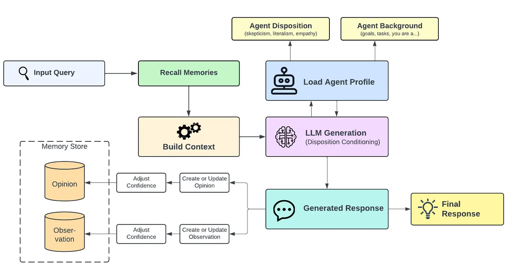 Agent Disposition
(skepticism, literalism, empathy)
Agent Background
(goals, tasks, you are a...)
Input Query
Recall Memories
Load Agent Profile
Build Context
LLM Generation
(Disposition Conditioning)
Memory Store
Opinion
Adjust
Confidence
Create or Update
Opinion
Generated Response
Final
Response
Obser-
vation
Adjust
Confidence
Create or Update
Observation